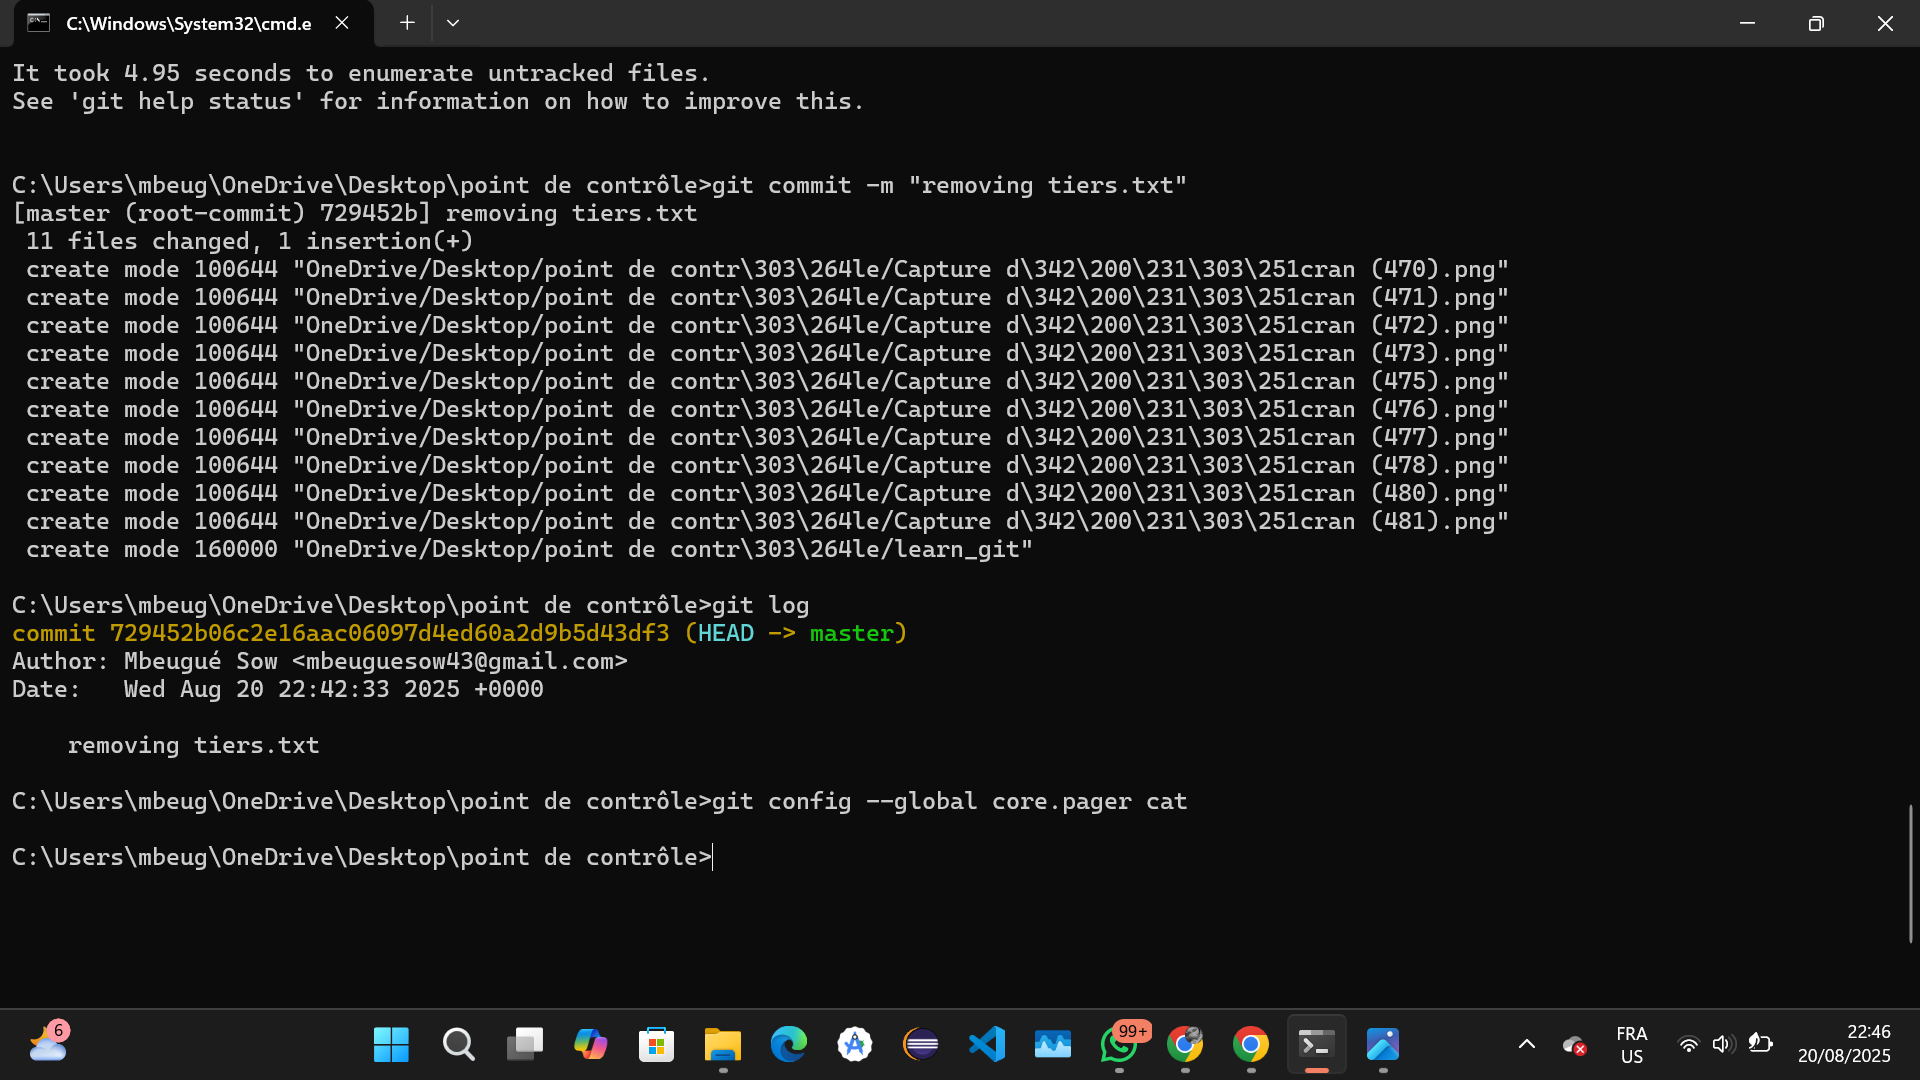 C:\Windows\System32\cmd.e
It took 4.95 seconds to enumerate untracked files.
See 'git help status' for information on how to improve this.
C:\Users\mbeug\OneDrive\Desktop\point de contrôle>git commit -m "removing tiers.txt"
[master (root-commit) 729452b] removing tiers.txt
 11 files changed, 1 insertion(+)
 create mode 100644 "OneDrive/Desktop/point de contr\303\264le/Capture d\342\200\231\303\251cran (470).png"
 create mode 100644 "OneDrive/Desktop/point de contr\303\264le/Capture d\342\200\231\303\251cran (471).png"
 create mode 100644 "OneDrive/Desktop/point de contr\303\264le/Capture d\342\200\231\303\251cran (472).png"
 create mode 100644 "OneDrive/Desktop/point de contr\303\264le/Capture d\342\200\231\303\251cran (473).png"
 create mode 100644 "OneDrive/Desktop/point de contr\303\264le/Capture d\342\200\231\303\251cran (475).png"
 create mode 100644 "OneDrive/Desktop/point de contr\303\264le/Capture d\342\200\231\303\251cran (476).png"
 create mode 100644 "OneDrive/Desktop/point de contr\303\264le/Capture d\342\200\231\303\251cran (477).png"
 create mode 100644 "OneDrive/Desktop/point de contr\303\264le/Capture d\342\200\231\303\251cran (478).png"
 create mode 100644 "OneDrive/Desktop/point de contr\303\264le/Capture d\342\200\231\303\251cran (480).png"
 create mode 100644 "OneDrive/Desktop/point de contr\303\264le/Capture d\342\200\231\303\251cran (481).png"
 create mode 160000 "OneDrive/Desktop/point de contr\303\264le/learn_git"
C:\Users\mbeug\OneDrive\Desktop\point de contrôle>git log
commit 729452b06c2e16aac06097d4ed60a2d9b5d43df3 (HEAD -> master)
Author: Mbeugué Sow <mbeuguesow43@gmail.com>
Date:   Wed Aug 20 22:42:33 2025 +0000
    removing tiers.txt
C:\Users\mbeug\OneDrive\Desktop\point de contrôle>git config --global core.pager cat
C:\Users\mbeug\OneDrive\Desktop\point de contrôle>
6
99+
FRA
US
22:46
20/08/2025